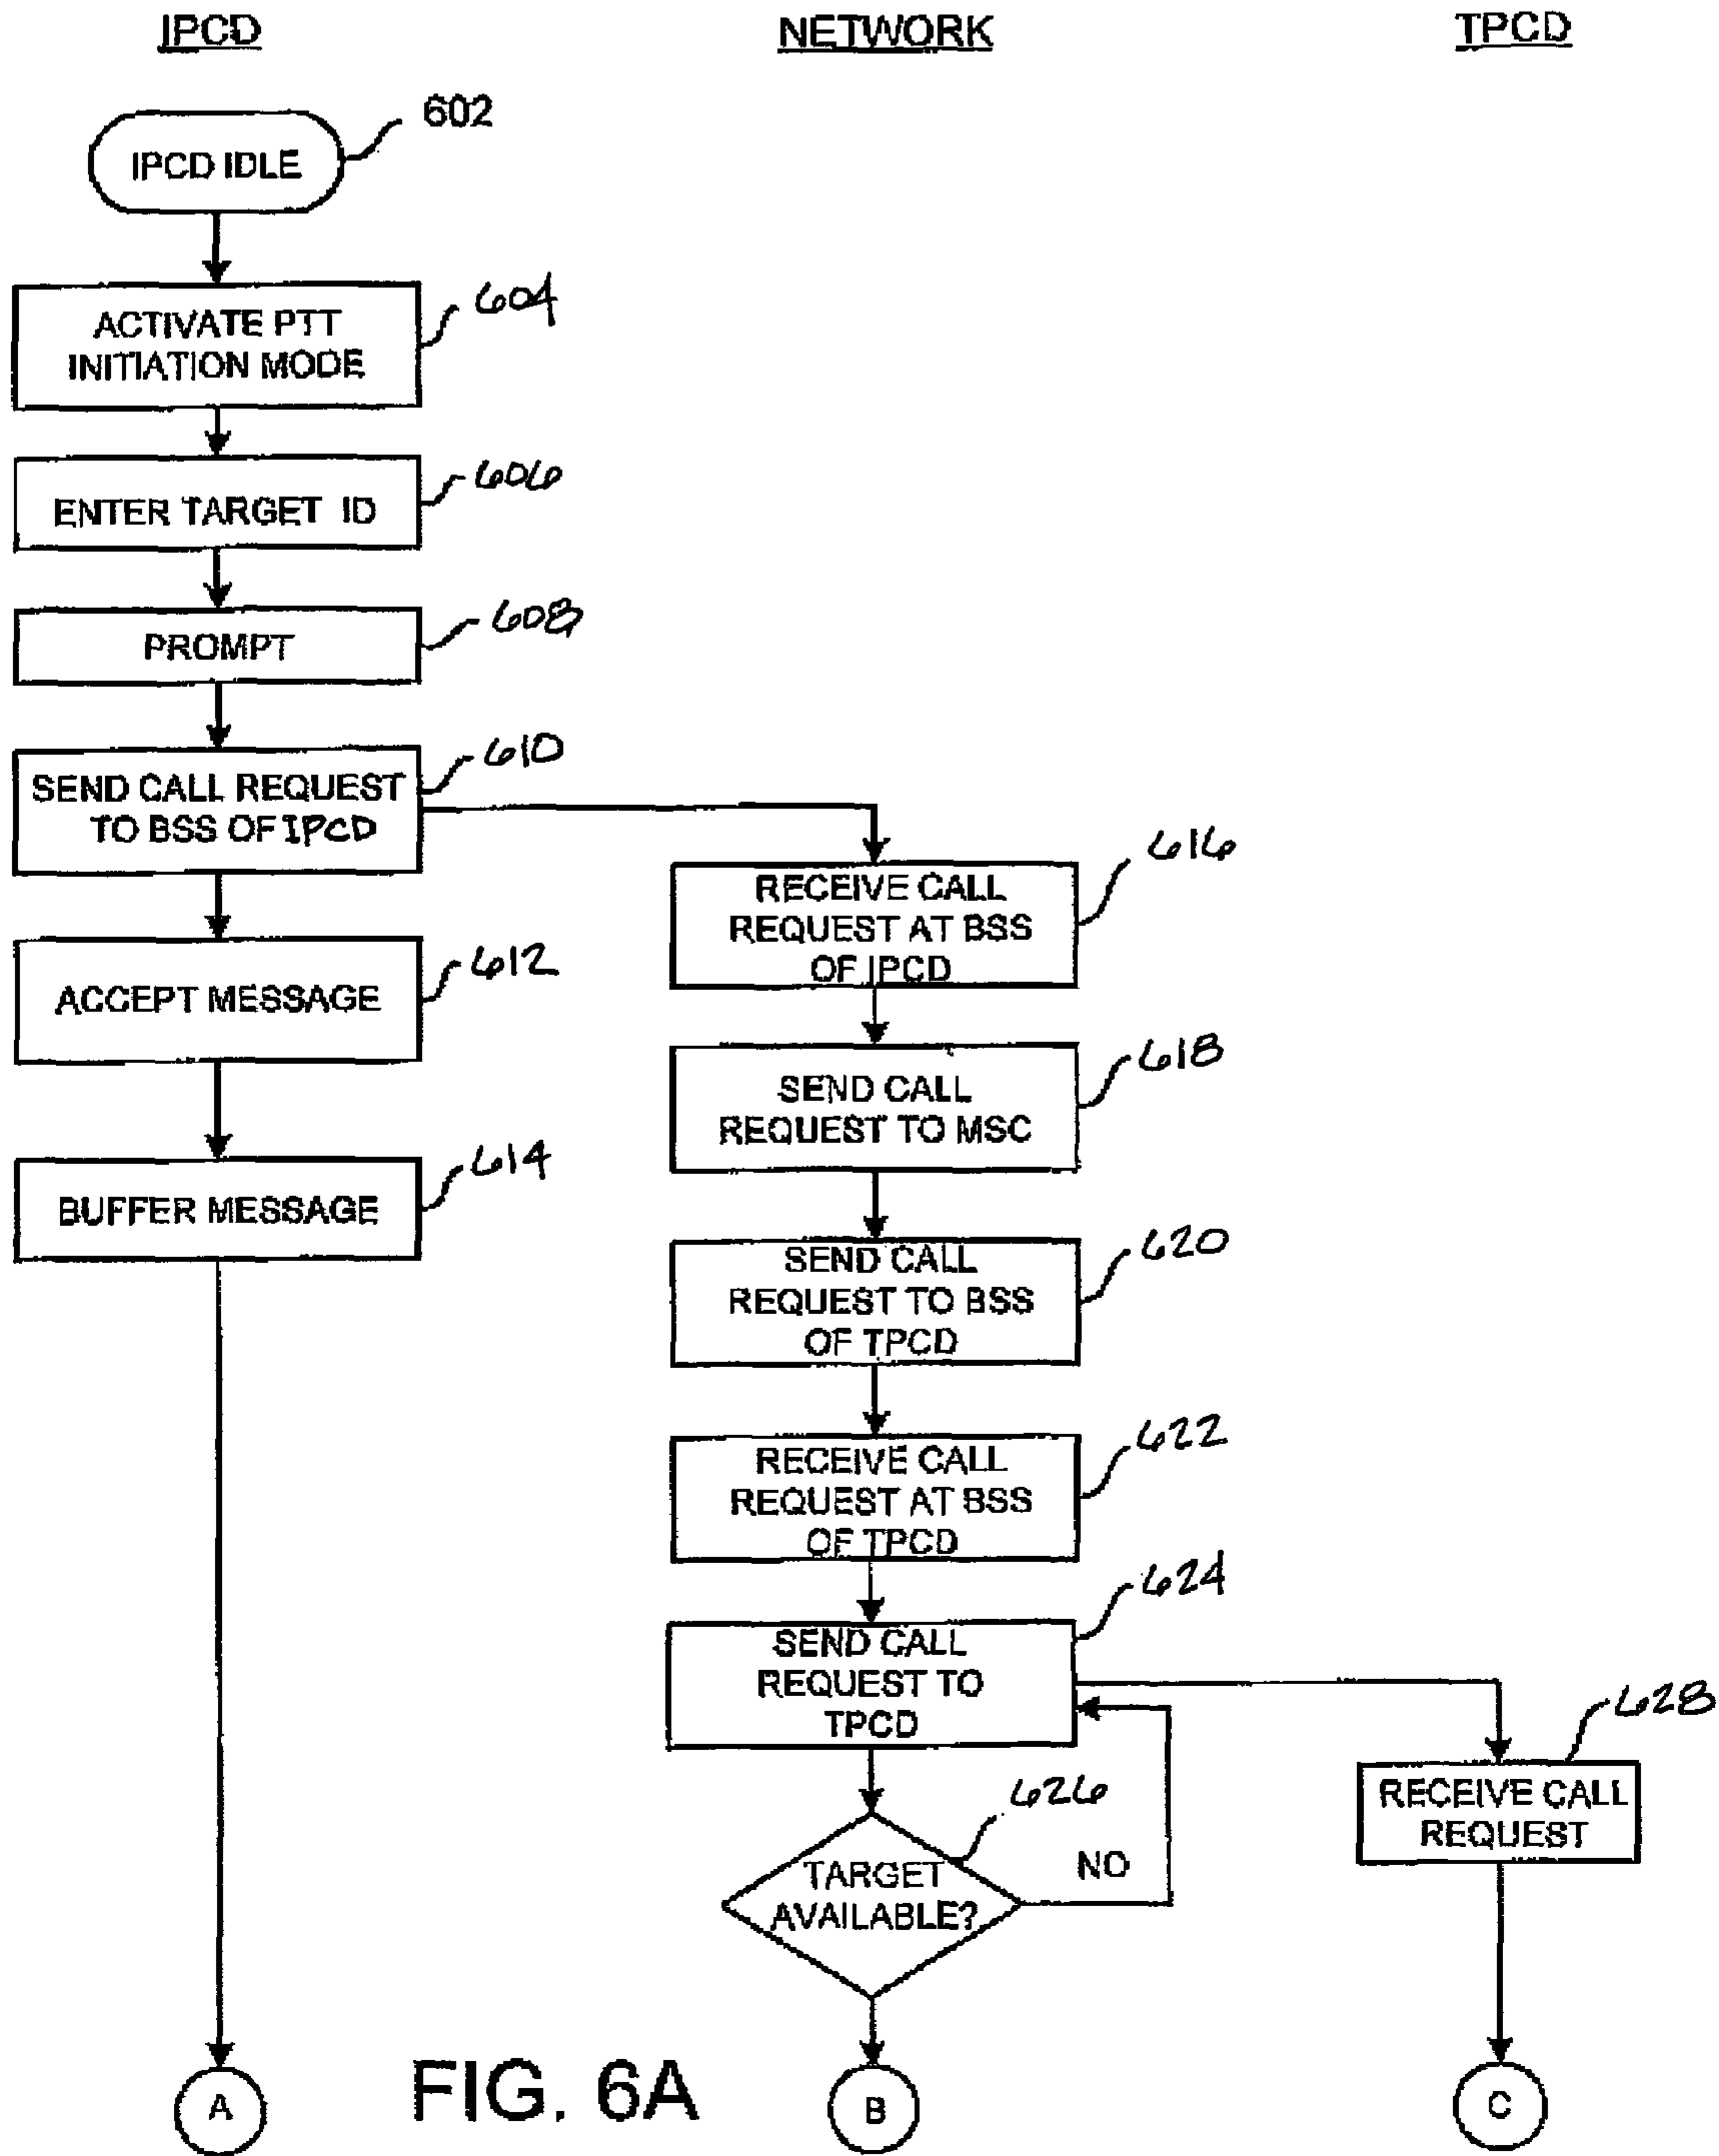 IPCD
NETWORK
TPCD
602
IPCD IDLE
604
ACTIVATE PTT
INITIATION MODE
606
ENTER TARGET ID
608
PROMPT
610
SEND CALL REQUEST
TO BSS OF IPCD
612
ACCEPT MESSAGE
614
BUFFER MESSAGE
616
RECEIVE CALL
REQUEST AT BSS
OF IPCD
618
SEND CALL
REQUEST TO MSC
620
SEND CALL
REQUEST TO BSS
OF TPCD
622
RECEIVE CALL
REQUEST AT BSS
OF TPCD
624
SEND CALL
REQUEST TO
TPCD
626
TARGET
AVAILABLE?
NO
628
RECEIVE CALL
REQUEST
A
FIG. 6A
B
C